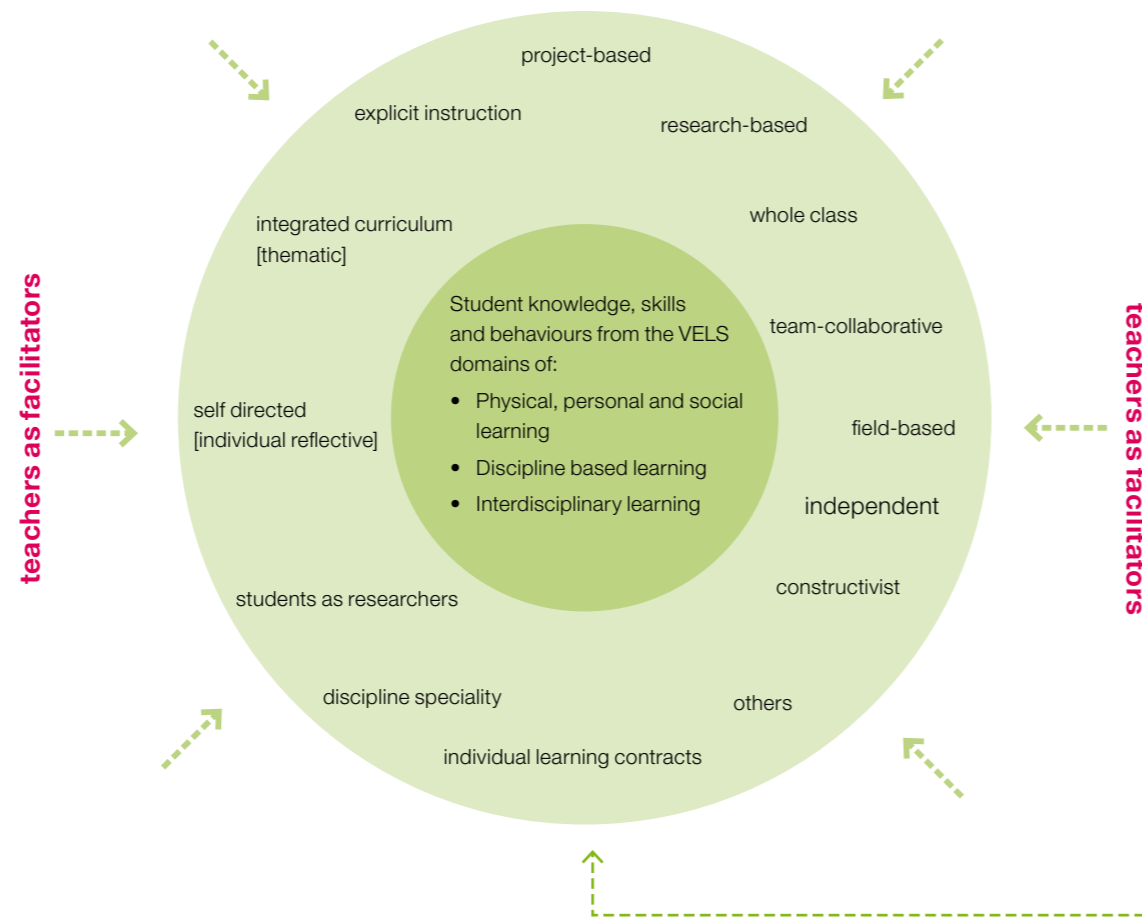 project-based
explicit instruction
research-based
whole class
integrated curriculum
[thematic]
Student knowledge, skills
and behaviours from the VELS
domains of:
• Physical, personal and social
learning
• Discipline based learning
• Interdisciplinary learning
team-collaborative
self directed
[individual reflective]
field-based
independent
constructivist
students as researchers
discipline speciality
others
individual learning contracts
teachers as facilitators
teachers as facilitators